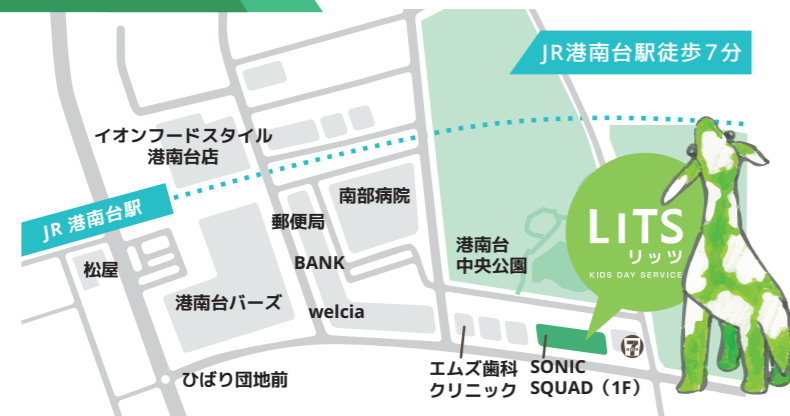 JR港南台駅徒歩7分
イオンフードスタイル
港南台店
JR 港南台駅
南部病院
郵便局
松屋
BANK
港南台
中央公園
LITS
リッツ
KIDS DAY SERVICE
港南台バーズ
welcia
エムズ歯科
クリニック
SONIC
SQUAD（1F）
7
ひばり団地前